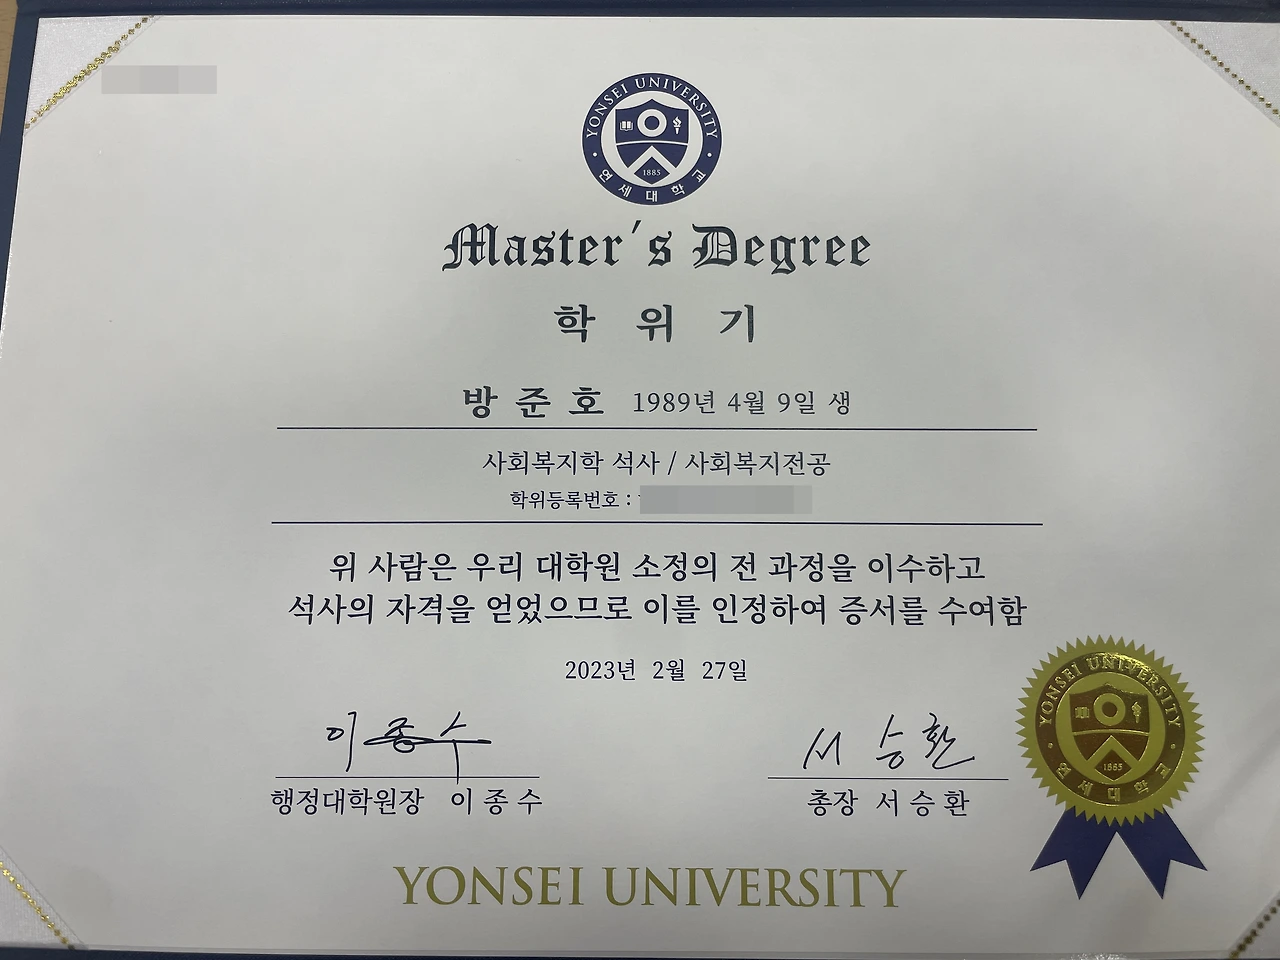 YONSEI UNIVERSITY
1885
연세대학교
Master's Degree
학 위 기
방 준 호 1989년 4월 9일 생
사회복지학 석사 / 사회복지전공
학위등록번호 :
위 사람은 우리 대학원 소정의 전 과정을 이수하고
석사의 자격을 얻었으므로 이를 인정하여 증서를 수여함
2023년 2월 27일
이종수
서승환
행정대학원장 이 종 수
총장 서 승 환
YONSEI UNIVERSITY
1885
연세대학교
YONSEI UNIVERSITY